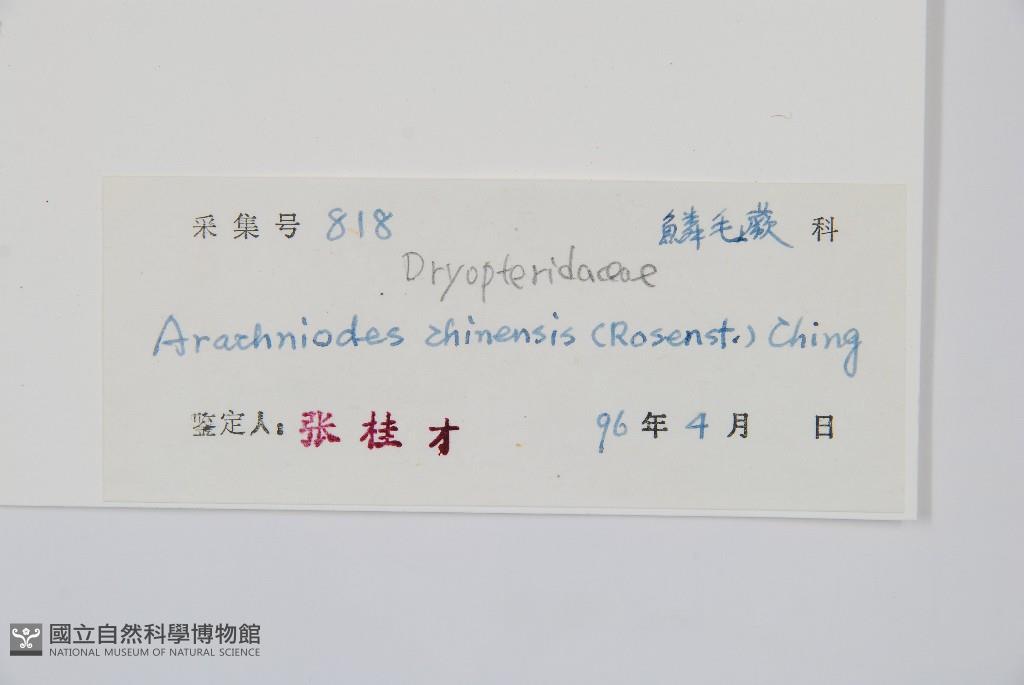 采集号 818 鱗毛蕨 科
Dryopteridaceae
Arachniodes chinensis (Rosenst.) Ching
鉴定人: 张桂才 96 年 4 月 日
國立自然科學博物館
NATIONAL MUSEUM OF NATURAL SCIENCE